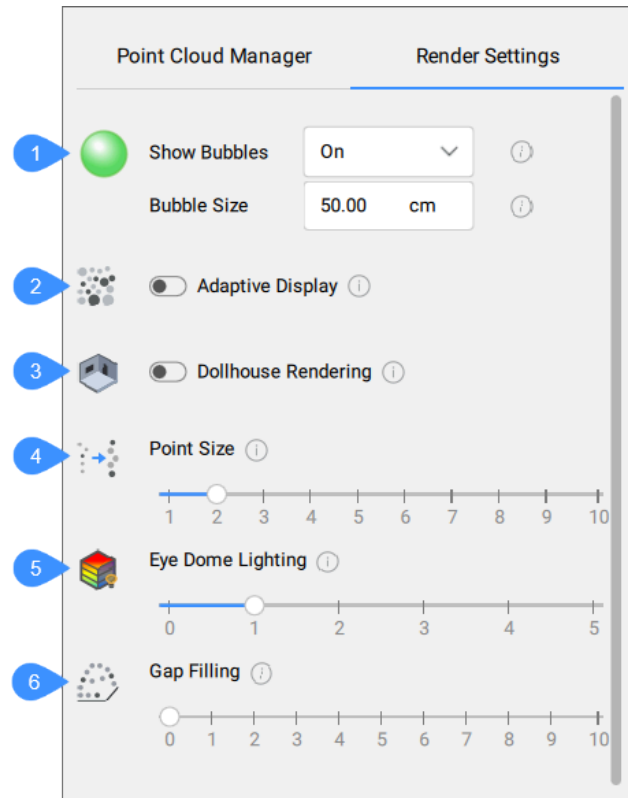 Point Cloud Manager Render Settings
1 Show Bubbles On i
Bubble Size 50.00 cm i
2 Adaptive Display i
3 Dollhouse Rendering i
4 Point Size i
1 2 3 4 5 6 7 8 9 10
5 Eye Dome Lighting i
0 1 2 3 4 5
6 Gap Filling i
0 1 2 3 4 5 6 7 8 9 10